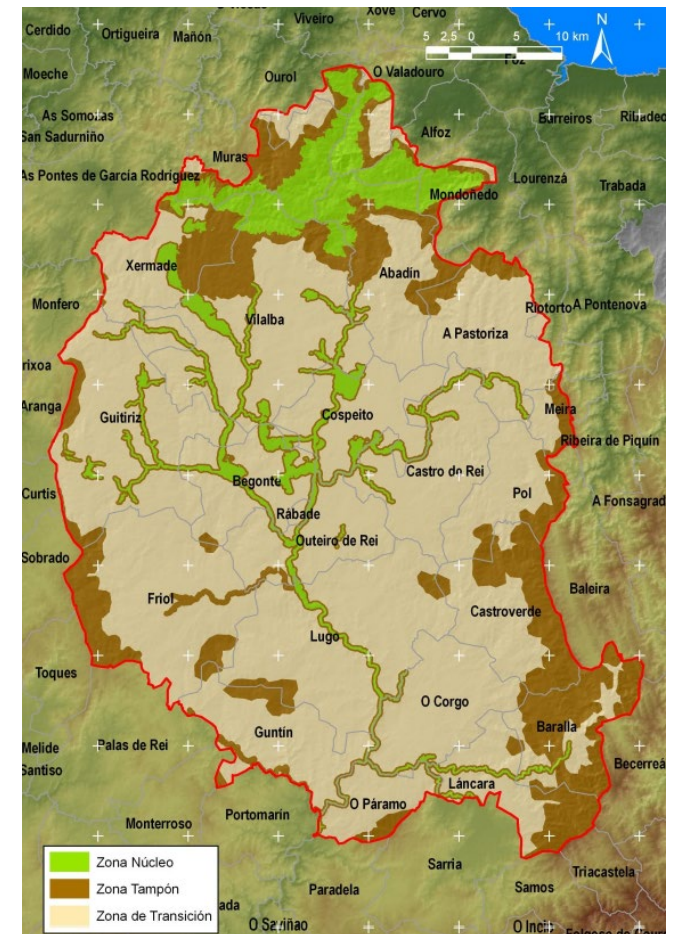 Viveiro
Xove
Cervo
Cerdido
Ortigueira
Mañón
N
5 2,5 0 5 10 km
Moeche
Ourol
O Valadouro
Foz
As Somozas
San Sadurniño
Alfoz
Barreiros
Ribadeo
Muras
As Pontes de García Rodríguez
Lourenzá
Trabada
Mondoñedo
Xermade
Abadín
Monfero
Vilalba
Riotorto
A Pontenova
A Pastoriza
rixoa
Aranga
Guitiriz
Cospeito
Meira
Ribeira de Piquín
Begonte
Castro de Rei
Curtis
Pol
A Fonsagrad
Rábade
Outeiro de Rei
Sobrado
Baleira
Friol
Castroverde
Lugo
Toques
O Corgo
Guntín
Baralla
Melide
Palas de Rei
Santiso
Becerreá
Láncara
O Páramo
Portomarín
Monterroso
Sarria
Zona Núcleo
Zona Tampón
Zona de Transición
Triacastela
Paradela
Samos
ada
O Saviñao
O Incio